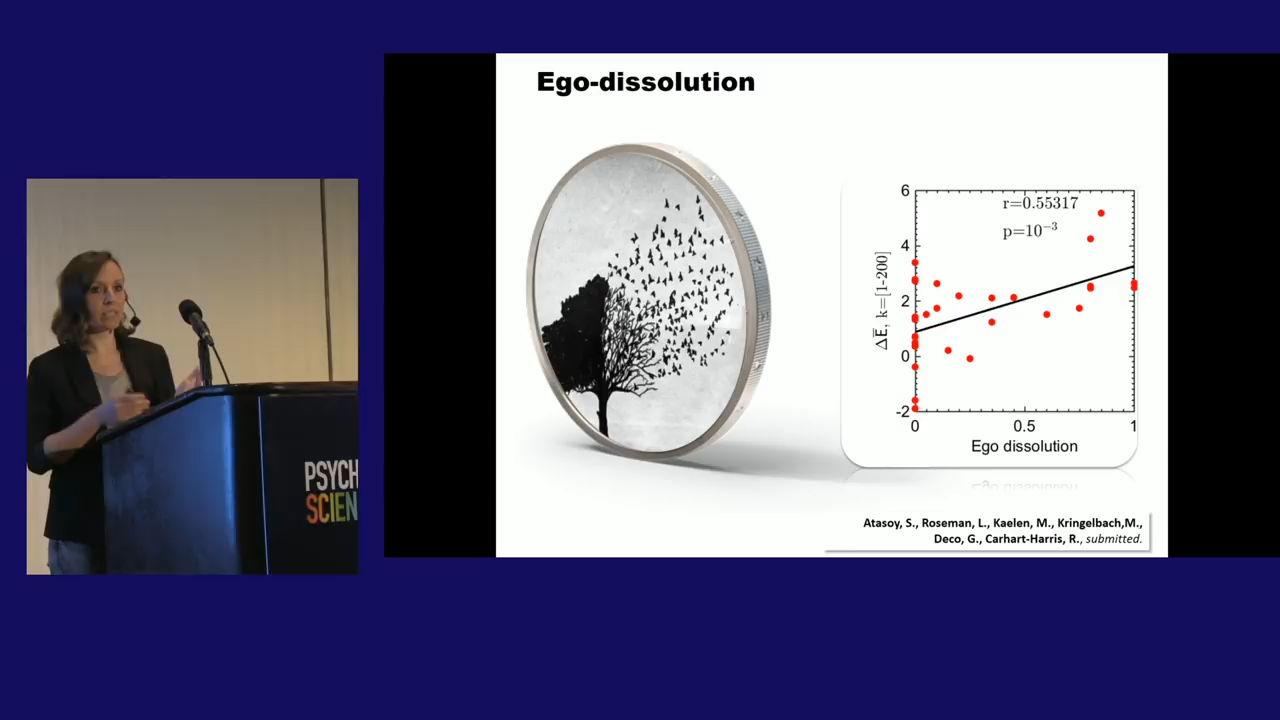 Ego-dissolution
r=0.55317
p=10⁻³
6
4
2
0
-2
ΔE̅, k=[1-200]
0
0.5
1
Ego dissolution
Atasoy, S., Roseman, L., Kaelen, M., Kringelbach,M.,
Deco, G., Carhart-Harris, R., submitted.
PSYCH
SCIEN